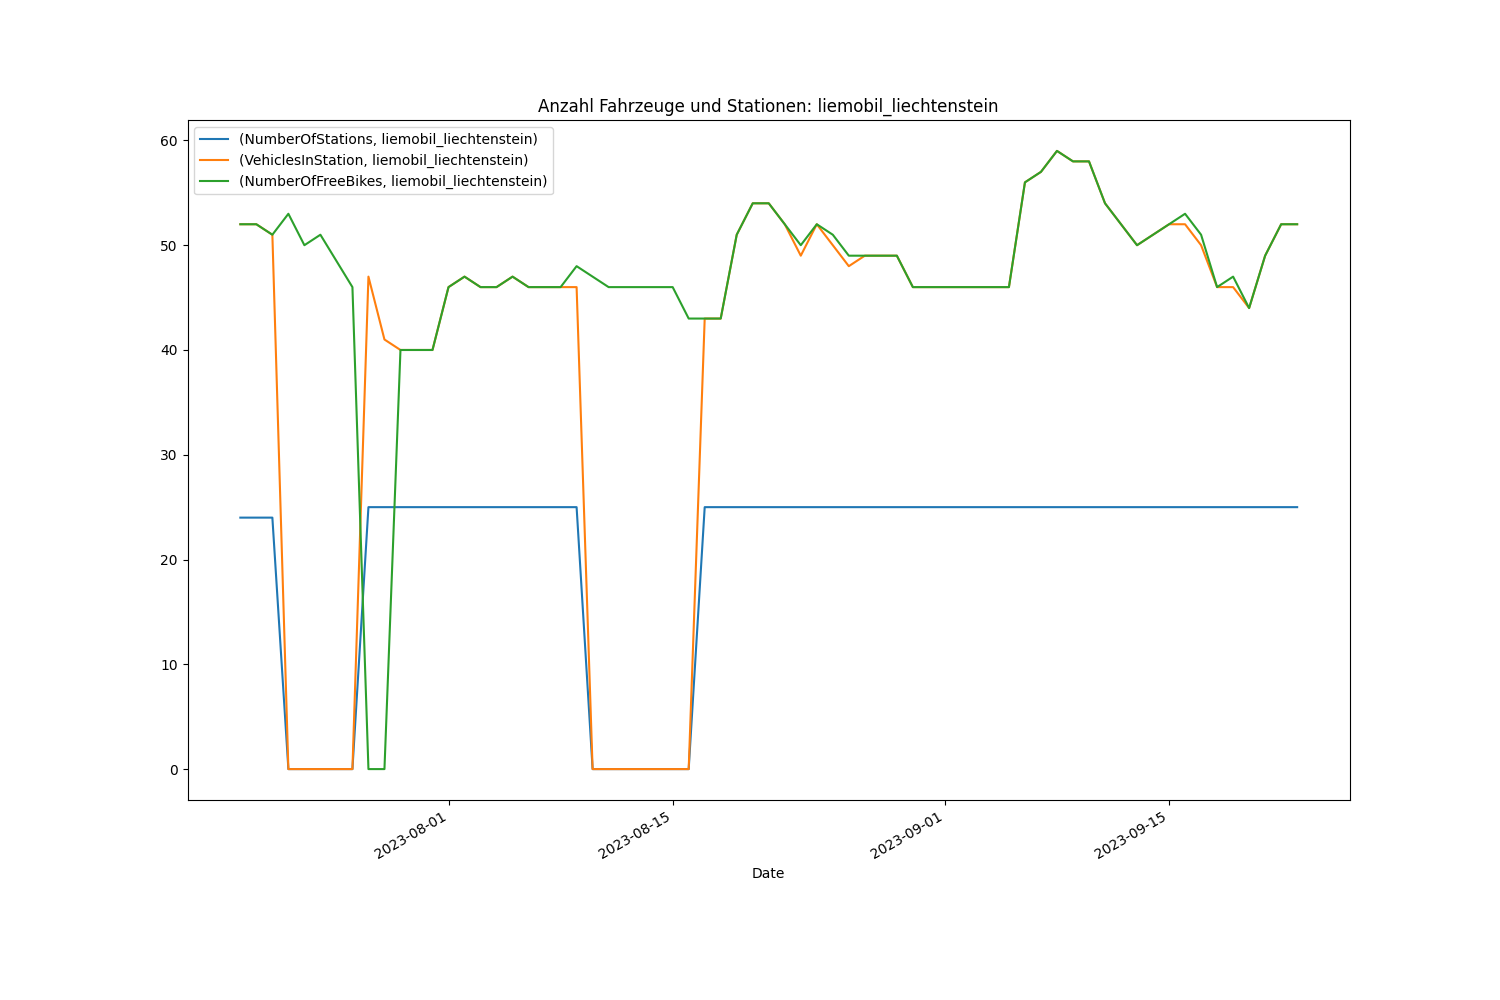 Anzahl Fahrzeuge und Stationen: liemobil_liechtenstein
(NumberOfStations, liemobil_liechtenstein)
(VehiclesInStation, liemobil_liechtenstein)
(NumberOfFreeBikes, liemobil_liechtenstein)
60
50
40
30
20
10
0
2023-08-01
2023-08-15
2023-09-01
2023-09-15
Date